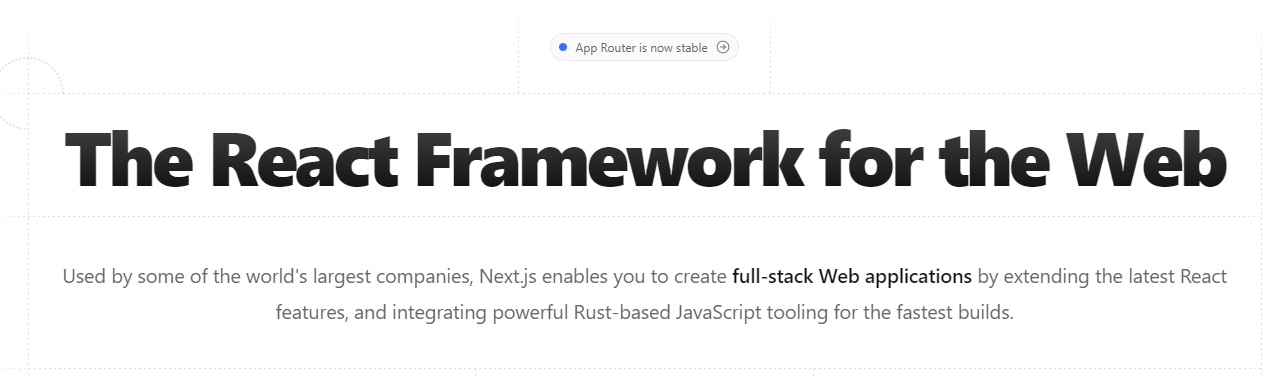 App Router is now stable
The React Framework for the Web
Used by some of the world's largest companies, Next.js enables you to create full-stack Web applications by extending the latest React
features, and integrating powerful Rust-based JavaScript tooling for the fastest builds.